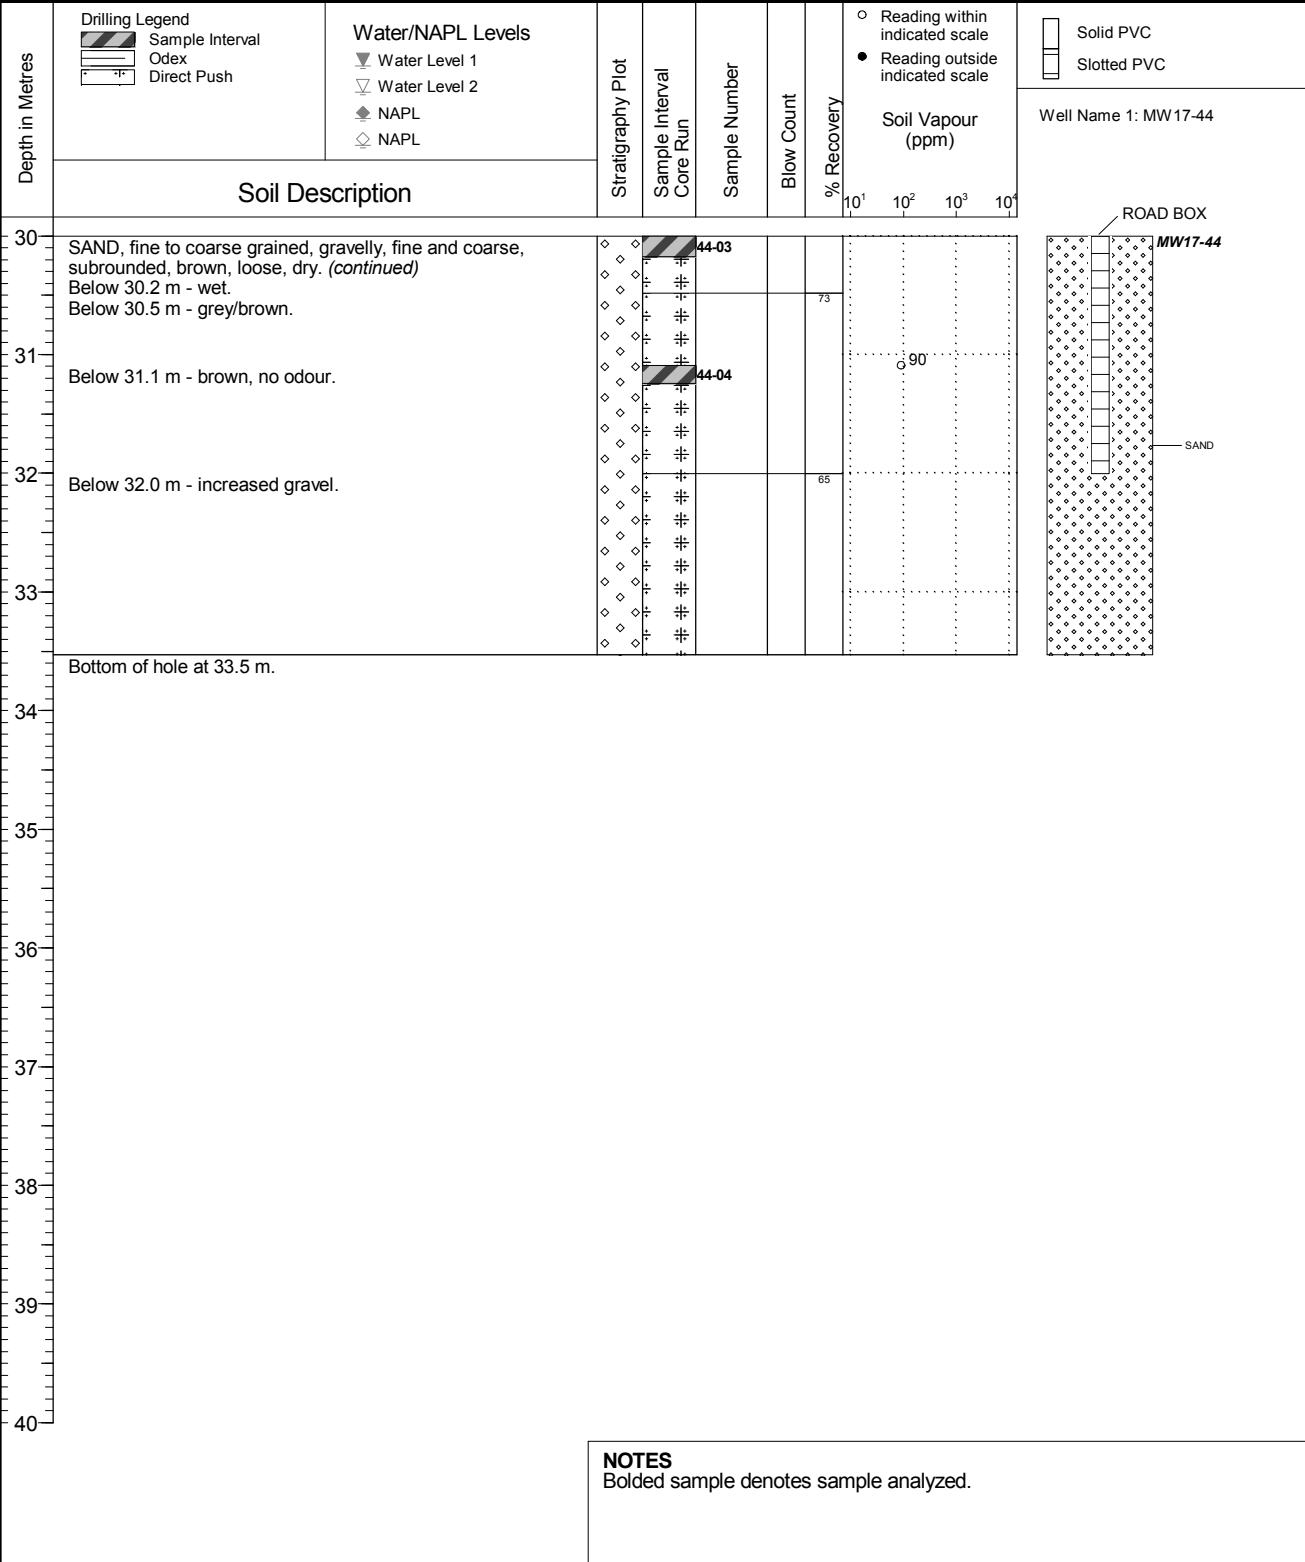 Depth in Metres
Drilling Legend
Sample Interval
Odex
Direct Push
Water/NAPL Levels
Water Level 1
Water Level 2
NAPL
NAPL
Soil Description
Stratigraphy Plot
Sample Interval
Core Run
Sample Number
Blow Count
% Recovery
Reading within
indicated scale
Reading outside
indicated scale
Soil Vapour
(ppm)
10¹ 10² 10³ 10⁴
Solid PVC
Slotted PVC
Well Name 1: MW17-44
ROAD BOX
MW17-44
30
SAND, fine to coarse grained, gravelly, fine and coarse,
subrounded, brown, loose, dry. (continued)
Below 30.2 m - wet.
Below 30.5 m - grey/brown.
44-03
73
31
Below 31.1 m - brown, no odour.
44-04
90
SAND
32
Below 32.0 m - increased gravel.
65
33
Bottom of hole at 33.5 m.
34
35
36
37
38
39
40
NOTES
Bolded sample denotes sample analyzed.